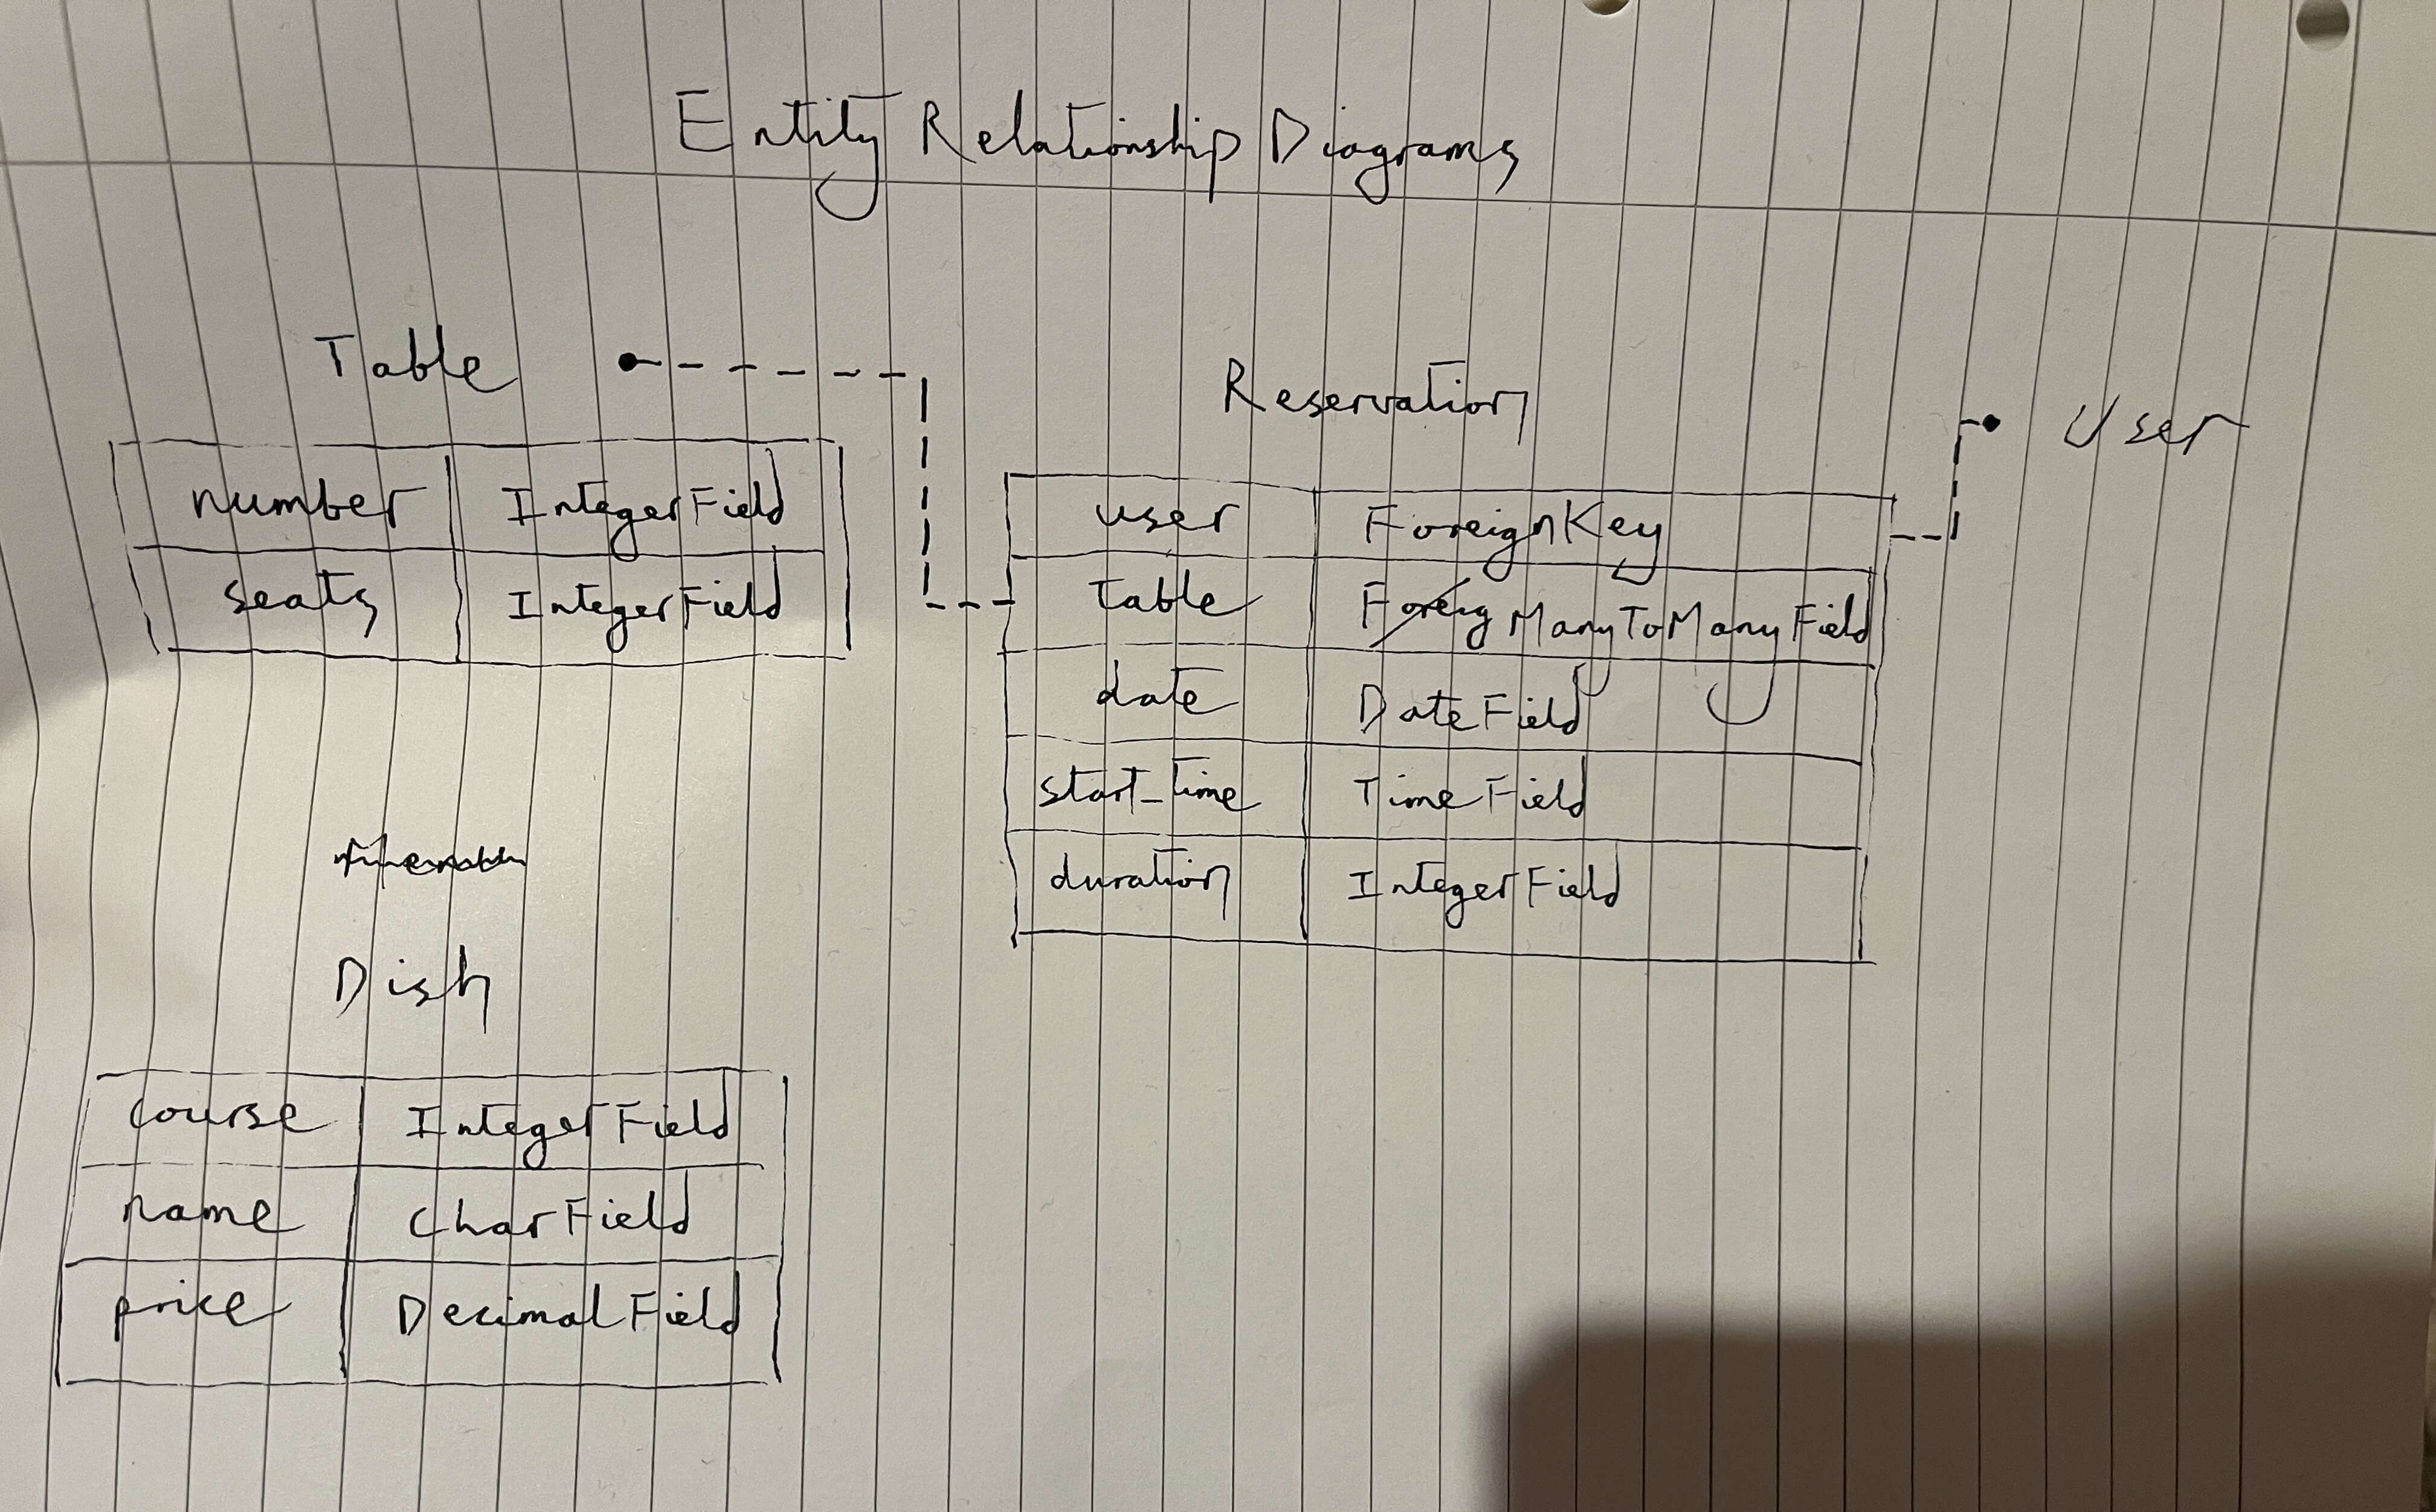 Entity Relationship Diagrams
Table
number IntegerField
seats IntegerField
Reservation
user ForeignKey
table Foreig ManyToManyField
date DateField
start_time TimeField
duration IntegerField
User
Dish
course IntegerField
name CharField
price DecimalField